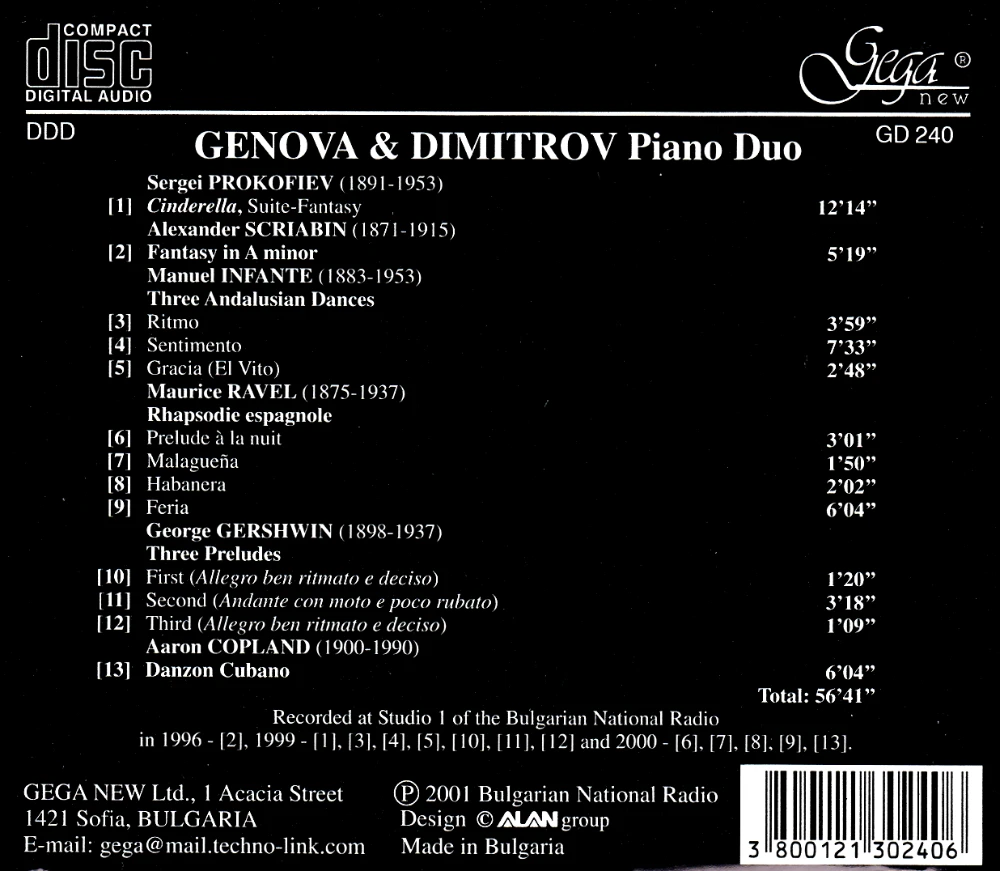 COMPACT
disc
DIGITAL AUDIO
Gega ®
new
DDD
GENOVA & DIMITROV Piano Duo
GD 240
Sergei PROKOFIEV (1891-1953)
[1] Cinderella, Suite-Fantasy 12’14”
Alexander SCRIABIN (1871-1915)
[2] Fantasy in A minor 5’19”
Manuel INFANTE (1883-1953)
Three Andalusian Dances
[3] Ritmo 3’59”
[4] Sentimento 7’33”
[5] Gracia (El Vito) 2’48”
Maurice RAVEL (1875-1937)
Rhapsodie espagnole
[6] Prelude à la nuit 3’01”
[7] Malagueña 1’50”
[8] Habanera 2’02”
[9] Feria 6’04”
George GERSHWIN (1898-1937)
Three Preludes
[10] First (Allegro ben ritmato e deciso) 1’20”
[11] Second (Andante con moto e poco rubato) 3’18”
[12] Third (Allegro ben ritmato e deciso) 1’09”
Aaron COPLAND (1900-1990)
[13] Danzon Cubano 6’04”
Total: 56’41”
Recorded at Studio 1 of the Bulgarian National Radio
in 1996 - [2], 1999 - [1], [3], [4], [5], [10], [11], [12] and 2000 - [6], [7], [8], [9], [13].
GEGA NEW Ltd., 1 Acacia Street
1421 Sofia, BULGARIA
E-mail: gega@mail.techno-link.com
℗ 2001 Bulgarian National Radio
Design © ALAN group
Made in Bulgaria
3 800121 302406